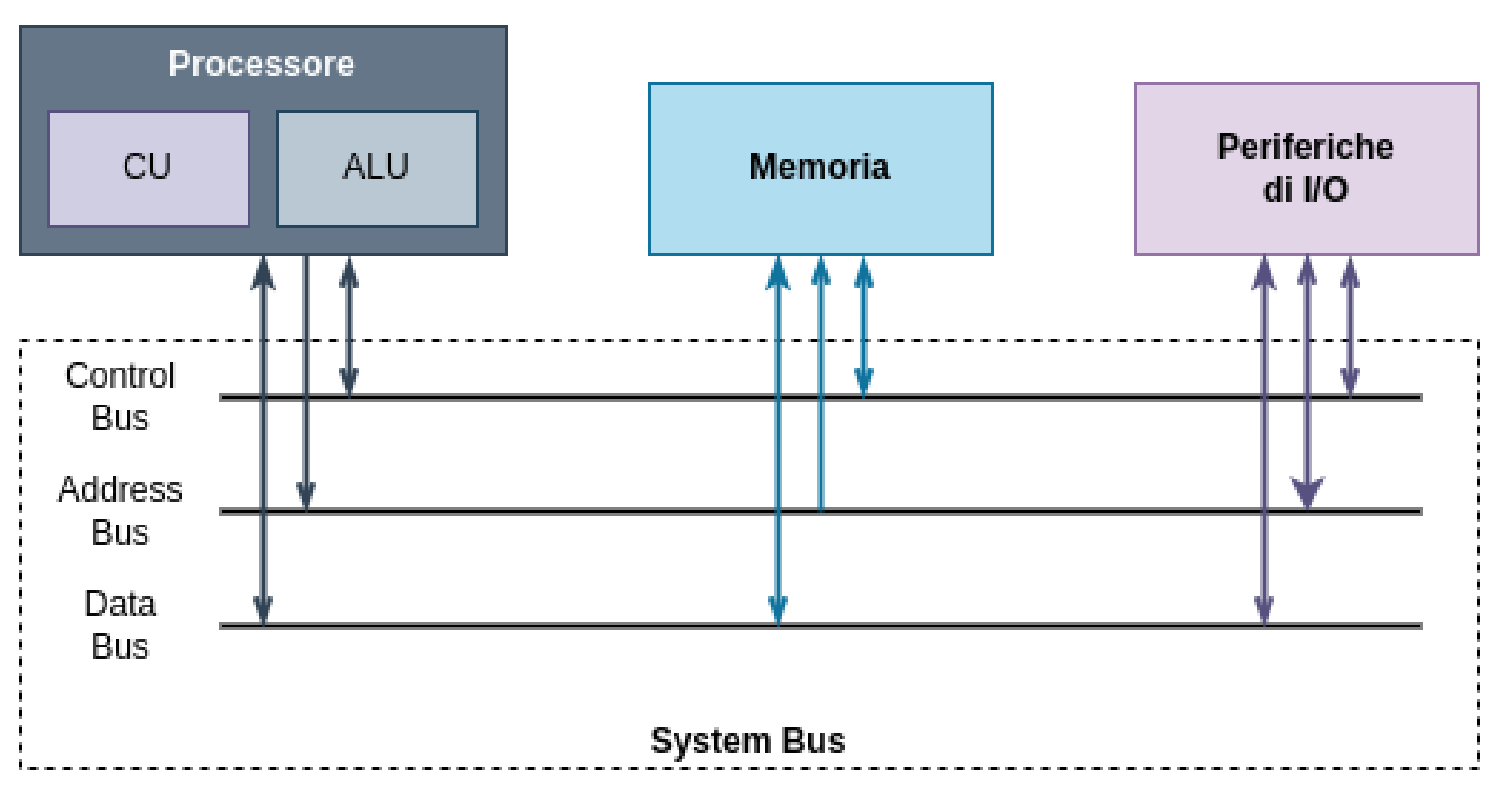 Processore
CU
ALU
Memoria
Periferiche
di I/O
Control
Bus
Address
Bus
Data
Bus
System Bus